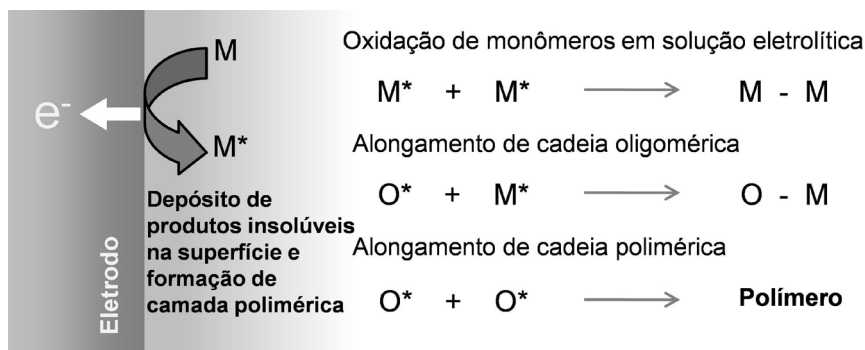 M
e-
M*
Depósito de
produtos insolúveis
na superfície e
formação de
camada polimérica
Eletrodo
Oxidação de monômeros em solução eletrolítica
M* + M* → M - M
Alongamento de cadeia oligomérica
O* + M* → O - M
Alongamento de cadeia polimérica
O* + O* → Polímero